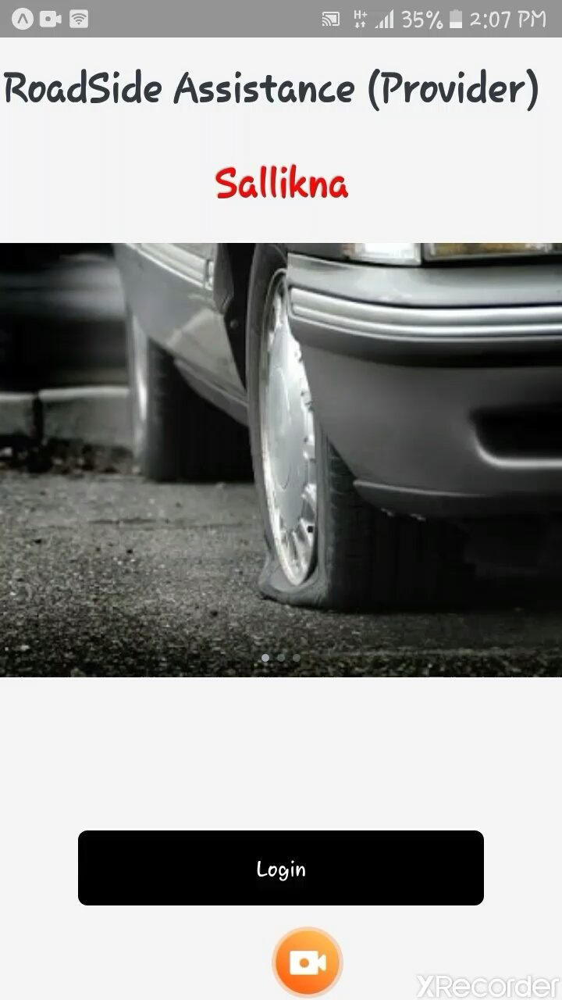 H+ 35% 2:07 PM
RoadSide Assistance (Provider)
Sallikna
Login
XRecorder